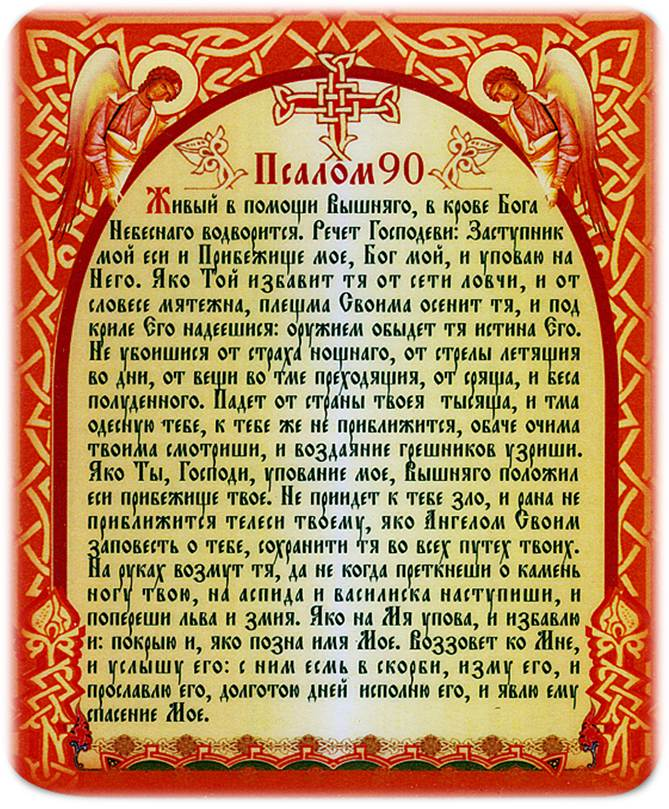 Псалом 90
Живый в помощи Вышняго, в крове Бога
Небеснаго водворится. Речет Господеви: Заступник
мой еси и Прибежище мое, Бог мой, и уповаю на
Него. Яко Той избавит тя от сети ловчи, и от
словесе мятежна, плещма Своима осенит тя, и под
криле Его надеешися: оружием обыдет тя истина Его.
Не убоишися от страха нощнаго, от стрелы летящия
во дни, от вещи во тме преходящия, от сряща, и беса
полуденного. Падет от страны твоея тысяща, и тма
одесную тебе, к тебе же не приближится, обаче очима
твоима смотриши, и воздаяние грешников узриши.
Яко Ты, Господи, упование мое, Вышняго положил
еси прибежище твое. Не приидет к тебе зло, и рана не
приближится телеси твоему, яко Ангелом Своим
заповесть о тебе, сохранити тя во всех путех твоих.
На руках возмут тя, да не когда преткнеши о камень
ногу твою, на аспида и василиска наступиши, и
попереши льва и змия. Яко на Мя упова, и избавлю
и: покрыю и, яко позна имя Мое. Воззовет ко Мне,
и услышу его: с ним есмь в скорби, изму его, и
прославлю его, долготою дней исполню его, и явлю ему
спасение Мое.